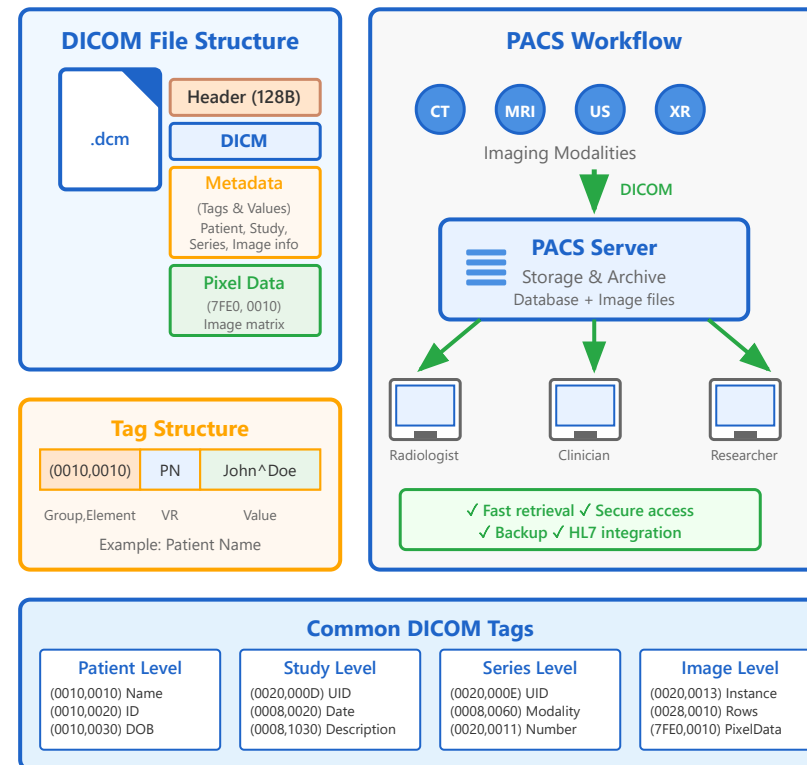 DICOM File Structure
.dcm
Header (128B)
DICM
Metadata
(Tags & Values)
Patient, Study,
Series, Image info
Pixel Data
(7FE0, 0010)
Image matrix
Tag Structure
(0010,0010) PN John^Doe
Group,Element VR Value
Example: Patient Name
PACS Workflow
CT MRI US XR
Imaging Modalities
DICOM
PACS Server
Storage & Archive
Database + Image files
Radiologist Clinician Researcher
✓ Fast retrieval ✓ Secure access
✓ Backup ✓ HL7 integration
Common DICOM Tags
Patient Level
(0010,0010) Name
(0010,0020) ID
(0010,0030) DOB
Study Level
(0020,000D) UID
(0008,0020) Date
(0008,1030) Description
Series Level
(0020,000E) UID
(0008,0060) Modality
(0020,0011) Number
Image Level
(0020,0013) Instance
(0028,0010) Rows
(7FE0,0010) PixelData